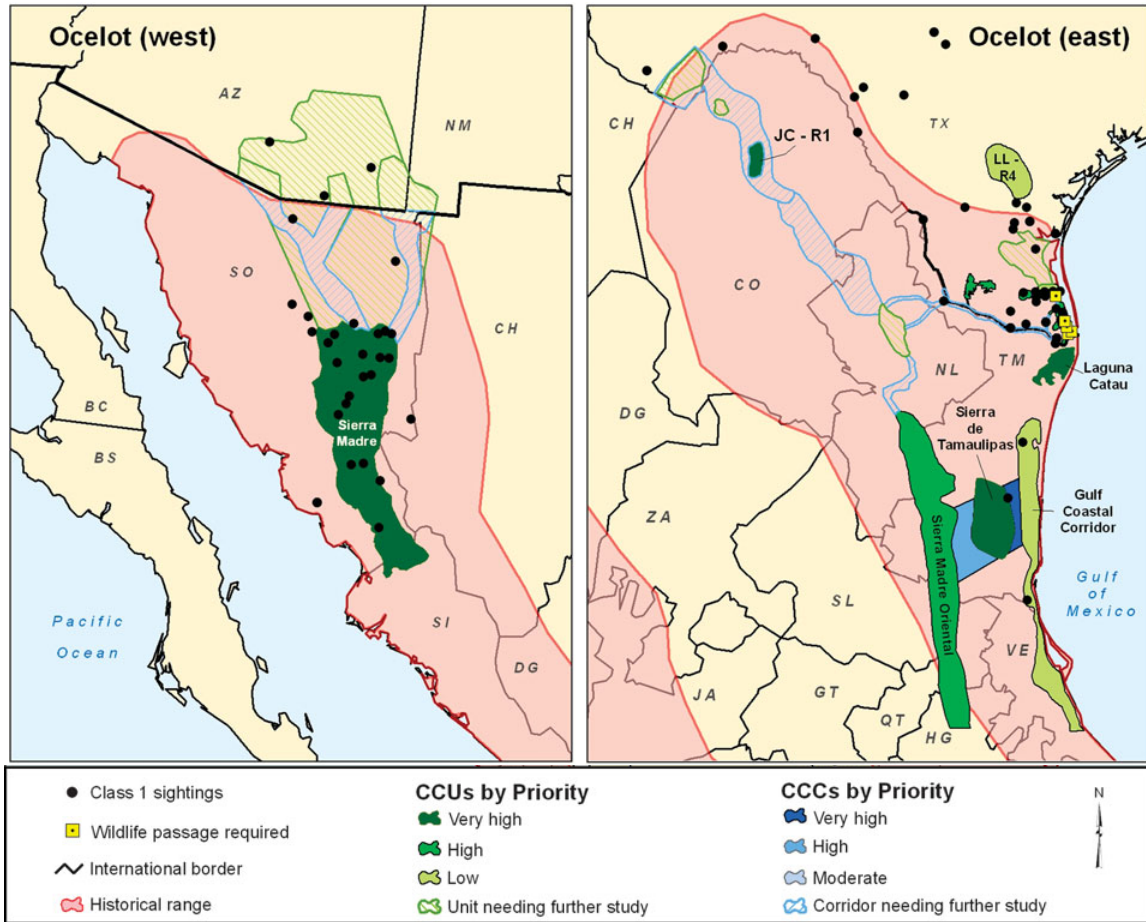 Ocelot (west)
AZ
NM
SO
CH
BC
BS
Sierra
Madre
SI
DG
Pacific
Ocean
Ocelot (east)
CH
TX
JC - R1
LL -
R4
CO
NL
TM
Laguna
Catau
DG
Sierra
de
Tamaulipas
ZA
Gulf
Coastal
Corridor
Sierra Madre Oriental
SL
Gulf
of
Mexico
VE
JA
GT
QT
HG
Class 1 sightings
Wildlife passage required
International border
Historical range
CCUs by Priority
Very high
High
Low
Unit needing further study
CCCs by Priority
Very high
High
Moderate
Corridor needing further study
N